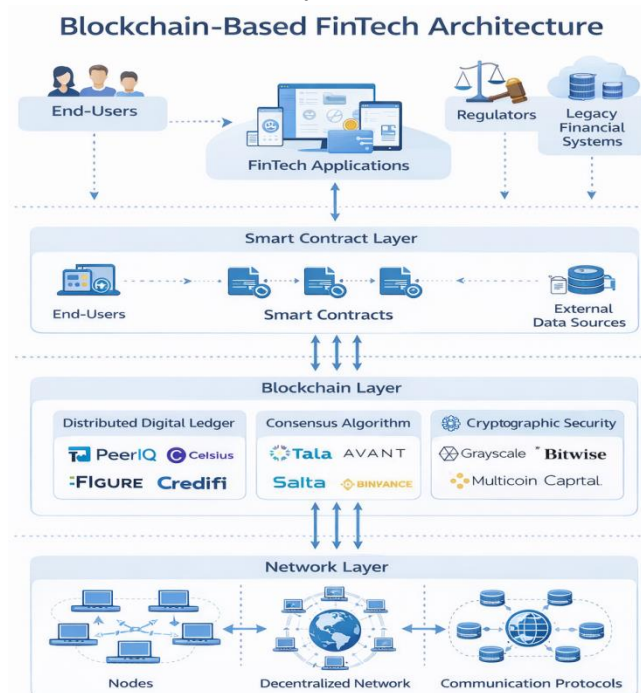 Blockchain-Based FinTech Architecture
End-Users
FinTech Applications
Regulators
Legacy
Financial
Systems
Smart Contract Layer
End-Users
Smart Contracts
External
Data Sources
Blockchain Layer
Distributed Digital Ledger
PeerIQ
Celsius
FIGURE
Credifi
Consensus Algorithm
Tala
AVANT
Salta
BINYANCE
Cryptographic Security
Grayscale
Bitwise
Multicoin Caprtal.
Network Layer
Nodes
Decentralized Network
Communication Protocols